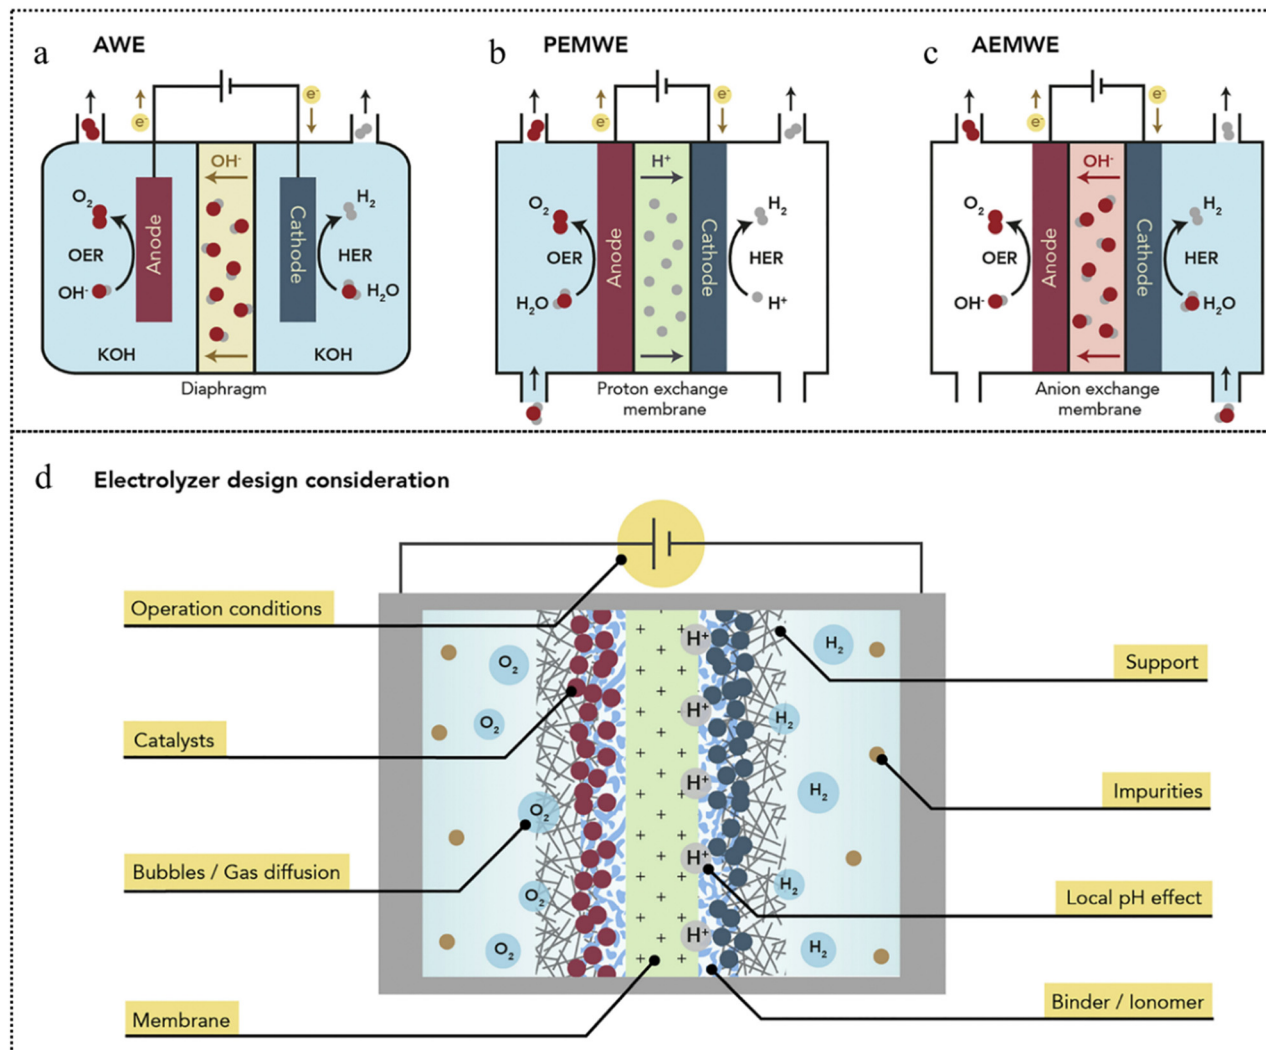 a
AWE
e⁻
e⁻
OH⁻
O₂
OER
OH⁻
Anode
Cathode
H₂
HER
H₂O
KOH
KOH
Diaphragm
b
PEMWE
e⁻
e⁻
H⁺
O₂
OER
H₂O
Anode
Cathode
H₂
HER
H⁺
Proton exchange
membrane
c
AEMWE
e⁻
e⁻
OH⁻
O₂
OER
OH⁻
Anode
Cathode
H₂
HER
H₂O
Anion exchange
membrane
d
Electrolyzer design consideration
Operation conditions
Catalysts
Bubbles / Gas diffusion
Membrane
O₂
O₂
O₂
O₂
O₂
+ +
+
+ +
+
+ +
+
+ +
+
+ +
+
+ +
+
+ +
+
+ +
+
+ +
H⁺
H⁺
H⁺
H⁺
H⁺
H₂
H₂
H₂
H₂
H₂
Support
Impurities
Local pH effect
Binder / Ionomer